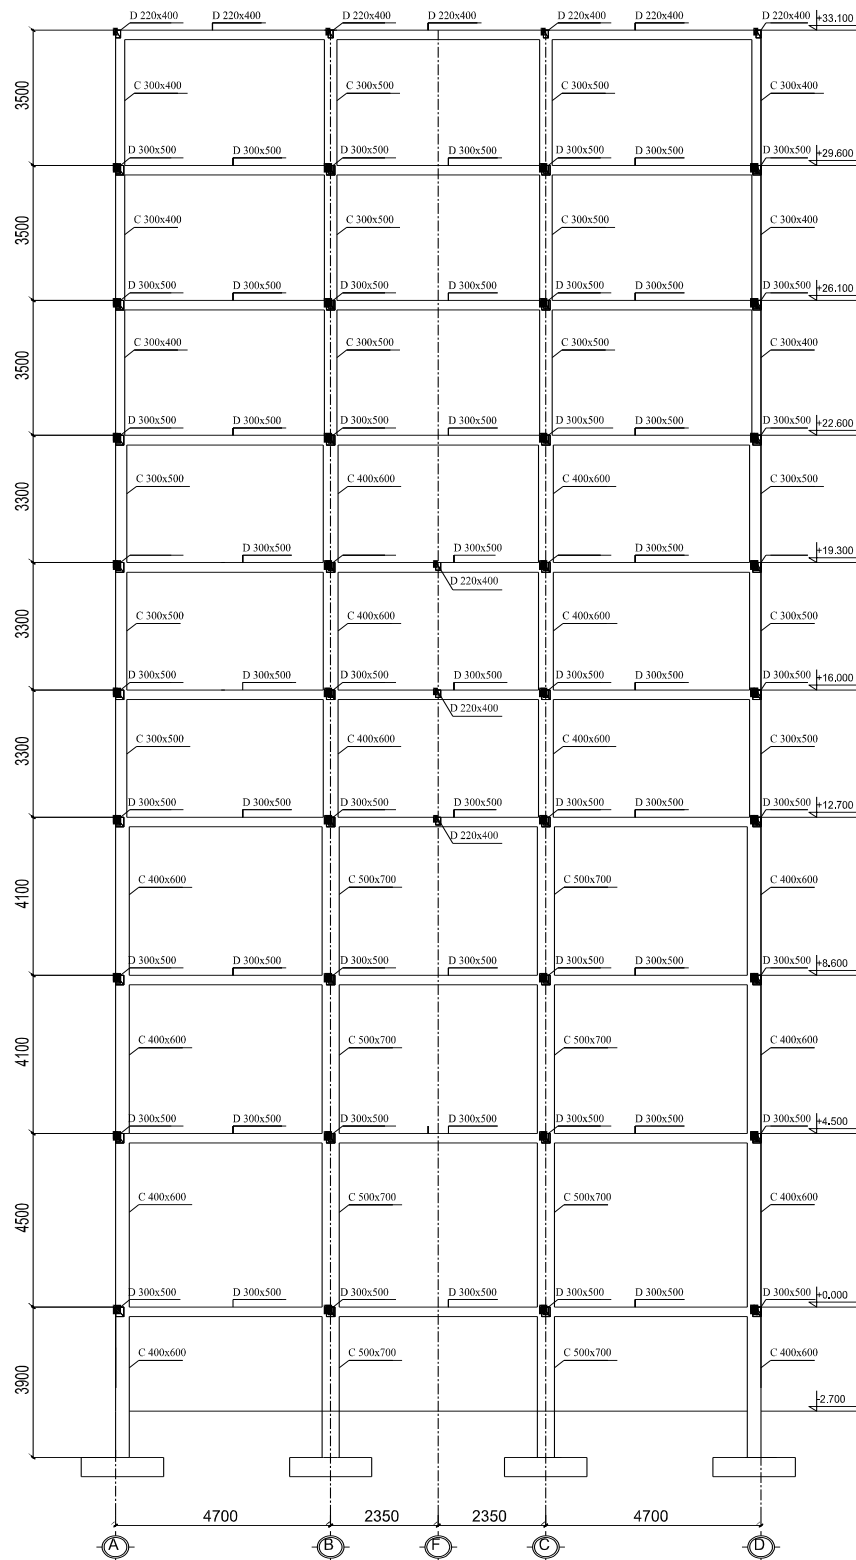 D 220x400 D 220x400 D 220x400 D 220x400 D 220x400 D 220x400 D 220x400 +33.100
3500 C 300x400 C 300x500 C 300x500 C 300x400
D 300x500 D 300x500 D 300x500 D 300x500 D 300x500 D 300x500 D 300x500 +29.600
3500 C 300x400 C 300x500 C 300x500 C 300x400
D 300x500 D 300x500 D 300x500 D 300x500 D 300x500 D 300x500 D 300x500 +26.100
3500 C 300x400 C 300x500 C 300x500 C 300x400
D 300x500 D 300x500 D 300x500 D 300x500 D 300x500 D 300x500 D 300x500 +22.600
3300 C 300x500 C 400x600 C 400x600 C 300x500
D 300x500 D 300x500 D 300x500 +19.300
D 220x400
3300 C 300x500 C 400x600 C 400x600 C 300x500
D 300x500 D 300x500 D 300x500 D 300x500 D 300x500 D 300x500 D 300x500 +16,000
D 220x400
3300 C 300x500 C 400x600 C 400x600 C 300x500
D 300x500 D 300x500 D 300x500 D 300x500 D 300x500 D 300x500 D 300x500 +12.700
D 220x400
4100 C 400x600 C 500x700 C 500x700 C 400x600
D 300x500 D 300x500 D 300x500 D 300x500 D 300x500 D 300x500 D 300x500 +8.600
4100 C 400x600 C 500x700 C 500x700 C 400x600
D 300x500 D 300x500 D 300x500 D 300x500 D 300x500 D 300x500 D 300x500 +4.500
4500 C 400x600 C 500x700 C 500x700 C 400x600
D 300x500 D 300x500 D 300x500 D 300x500 D 300x500 D 300x500 D 300x500 +0.000
3900 C 400x600 C 500x700 C 500x700 C 400x600
-2.700
4700 2350 2350 4700
A B F C D